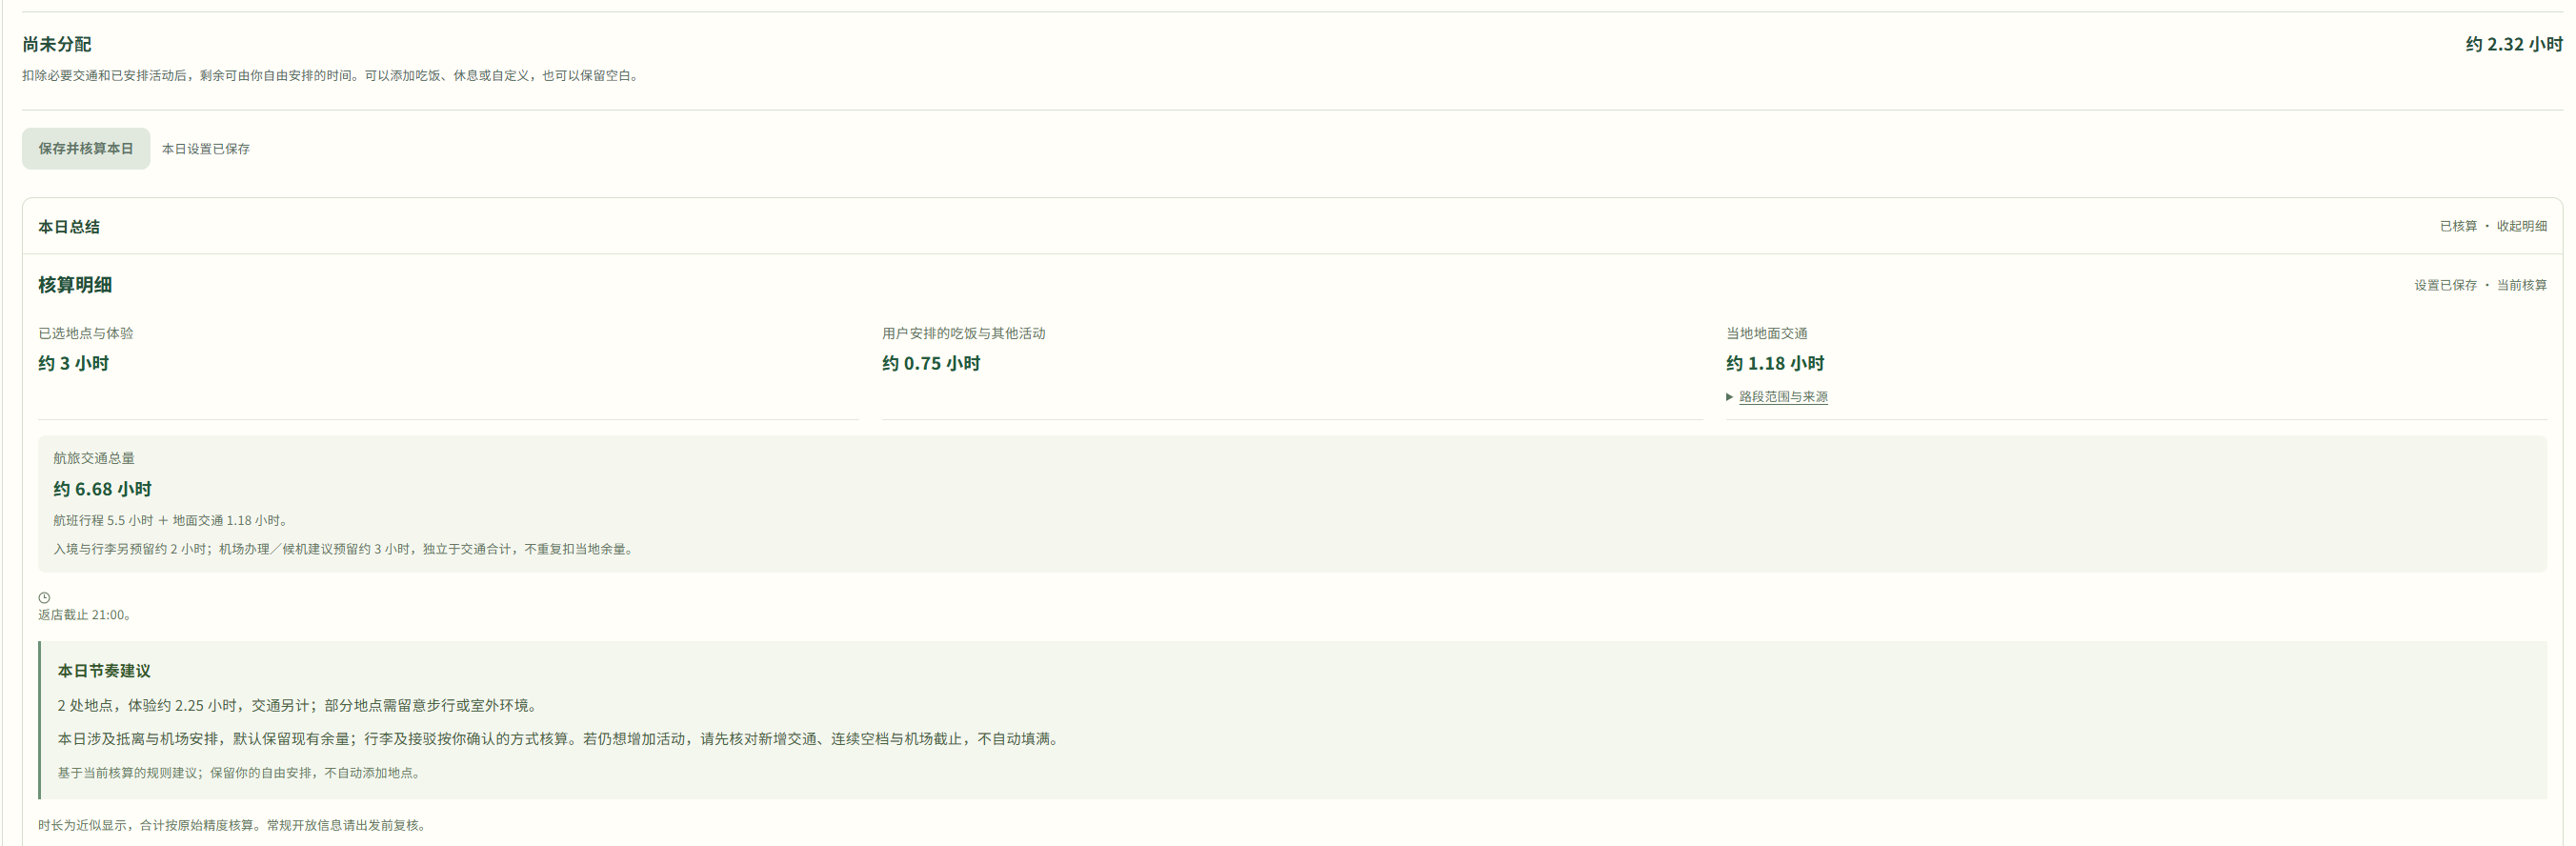 尚未分配
约 2.32 小时
扣除必要交通和已安排活动后，剩余可由你自由安排的时间。可以添加吃饭、休息或自定义，也可以保留空白。
保存并核算本日
本日设置已保存
本日总结
已核算 · 收起明细
核算明细
设置已保存 · 当前核算
已选地点与体验
约 3 小时
用户安排的吃饭与其他活动
约 0.75 小时
当地地面交通
约 1.18 小时
▶ 路段范围与来源
航旅交通总量
约 6.68 小时
航班行程 5.5 小时 ＋ 地面交通 1.18 小时。
入境与行李另预留约 2 小时；机场办理／候机建议预留约 3 小时，独立于交通合计，不重复扣当地余量。
返店截止 21:00。
本日节奏建议
2 处地点，体验约 2.25 小时，交通另计；部分地点需留意步行或室外环境。
本日涉及抵离与机场安排，默认保留现有余量；行李及接驳按你确认的方式核算。若仍想增加活动，请先核对新增交通、连续空档与机场截止，不自动填满。
基于当前核算的规则建议；保留你的自由安排，不自动添加地点。
时长为近似显示，合计按原始精度核算。常规开放信息请出发前复核。